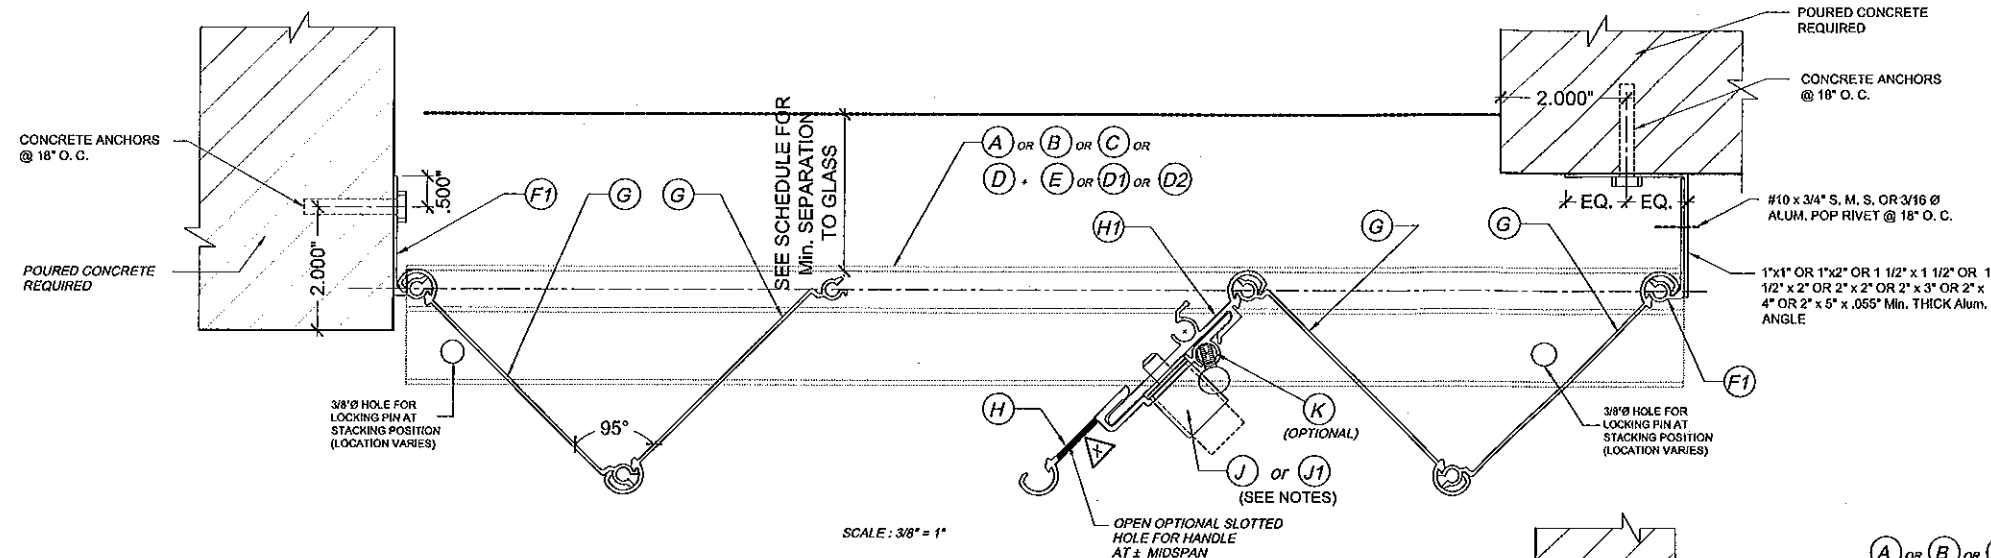 POURED CONCRETE
REQUIRED
CONCRETE ANCHORS
@ 18" O. C.
2.000"
CONCRETE ANCHORS
@ 18" O. C.
SEE SCHEDULE FOR
Min. SEPARATION
TO GLASS
A OR B OR C OR
D + E OR D1 OR D2
.500"
F1
G
G
2.000"
POURED CONCRETE
REQUIRED
H1
G
G
EQ.
EQ.
#10 x 3/4" S. M. S. OR 3/16 Ø
ALUM. POP RIVET @ 18" O. C.
1"x1" OR 1"x2" OR 1 1/2" x 1 1/2" OR 1
1/2" x 2" OR 2" x 2" OR 2" x 3" OR 2" x
4" OR 2" x 5" x .055" Min. THICK Alum.
ANGLE
3/8"Ø HOLE FOR
LOCKING PIN AT
STACKING POSITION
(LOCATION VARIES)
95°
H
X
K
(OPTIONAL)
J or J1
(SEE NOTES)
3/8"Ø HOLE FOR
LOCKING PIN AT
STACKING POSITION
(LOCATION VARIES)
F1
SCALE : 3/8" = 1"
OPEN OPTIONAL SLOTTED
HOLE FOR HANDLE
AT ± MIDSPAN
A OR B OR